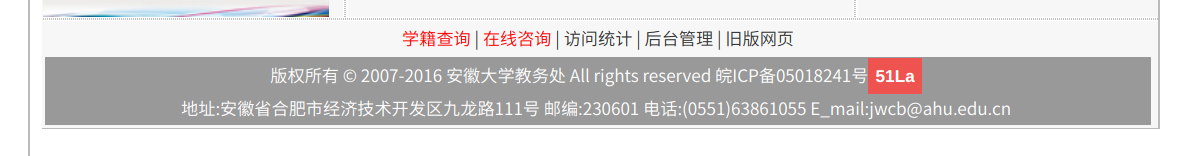 学籍查询 | 在线咨询 | 访问统计 | 后台管理 | 旧版网页
版权所有 © 2007-2016 安徽大学教务处 All rights reserved 皖ICP备05018241号 51La
地址:安徽省合肥市经济技术开发区九龙路111号 邮编:230601 电话:(0551)63861055 E_mail:jwcb@ahu.edu.cn